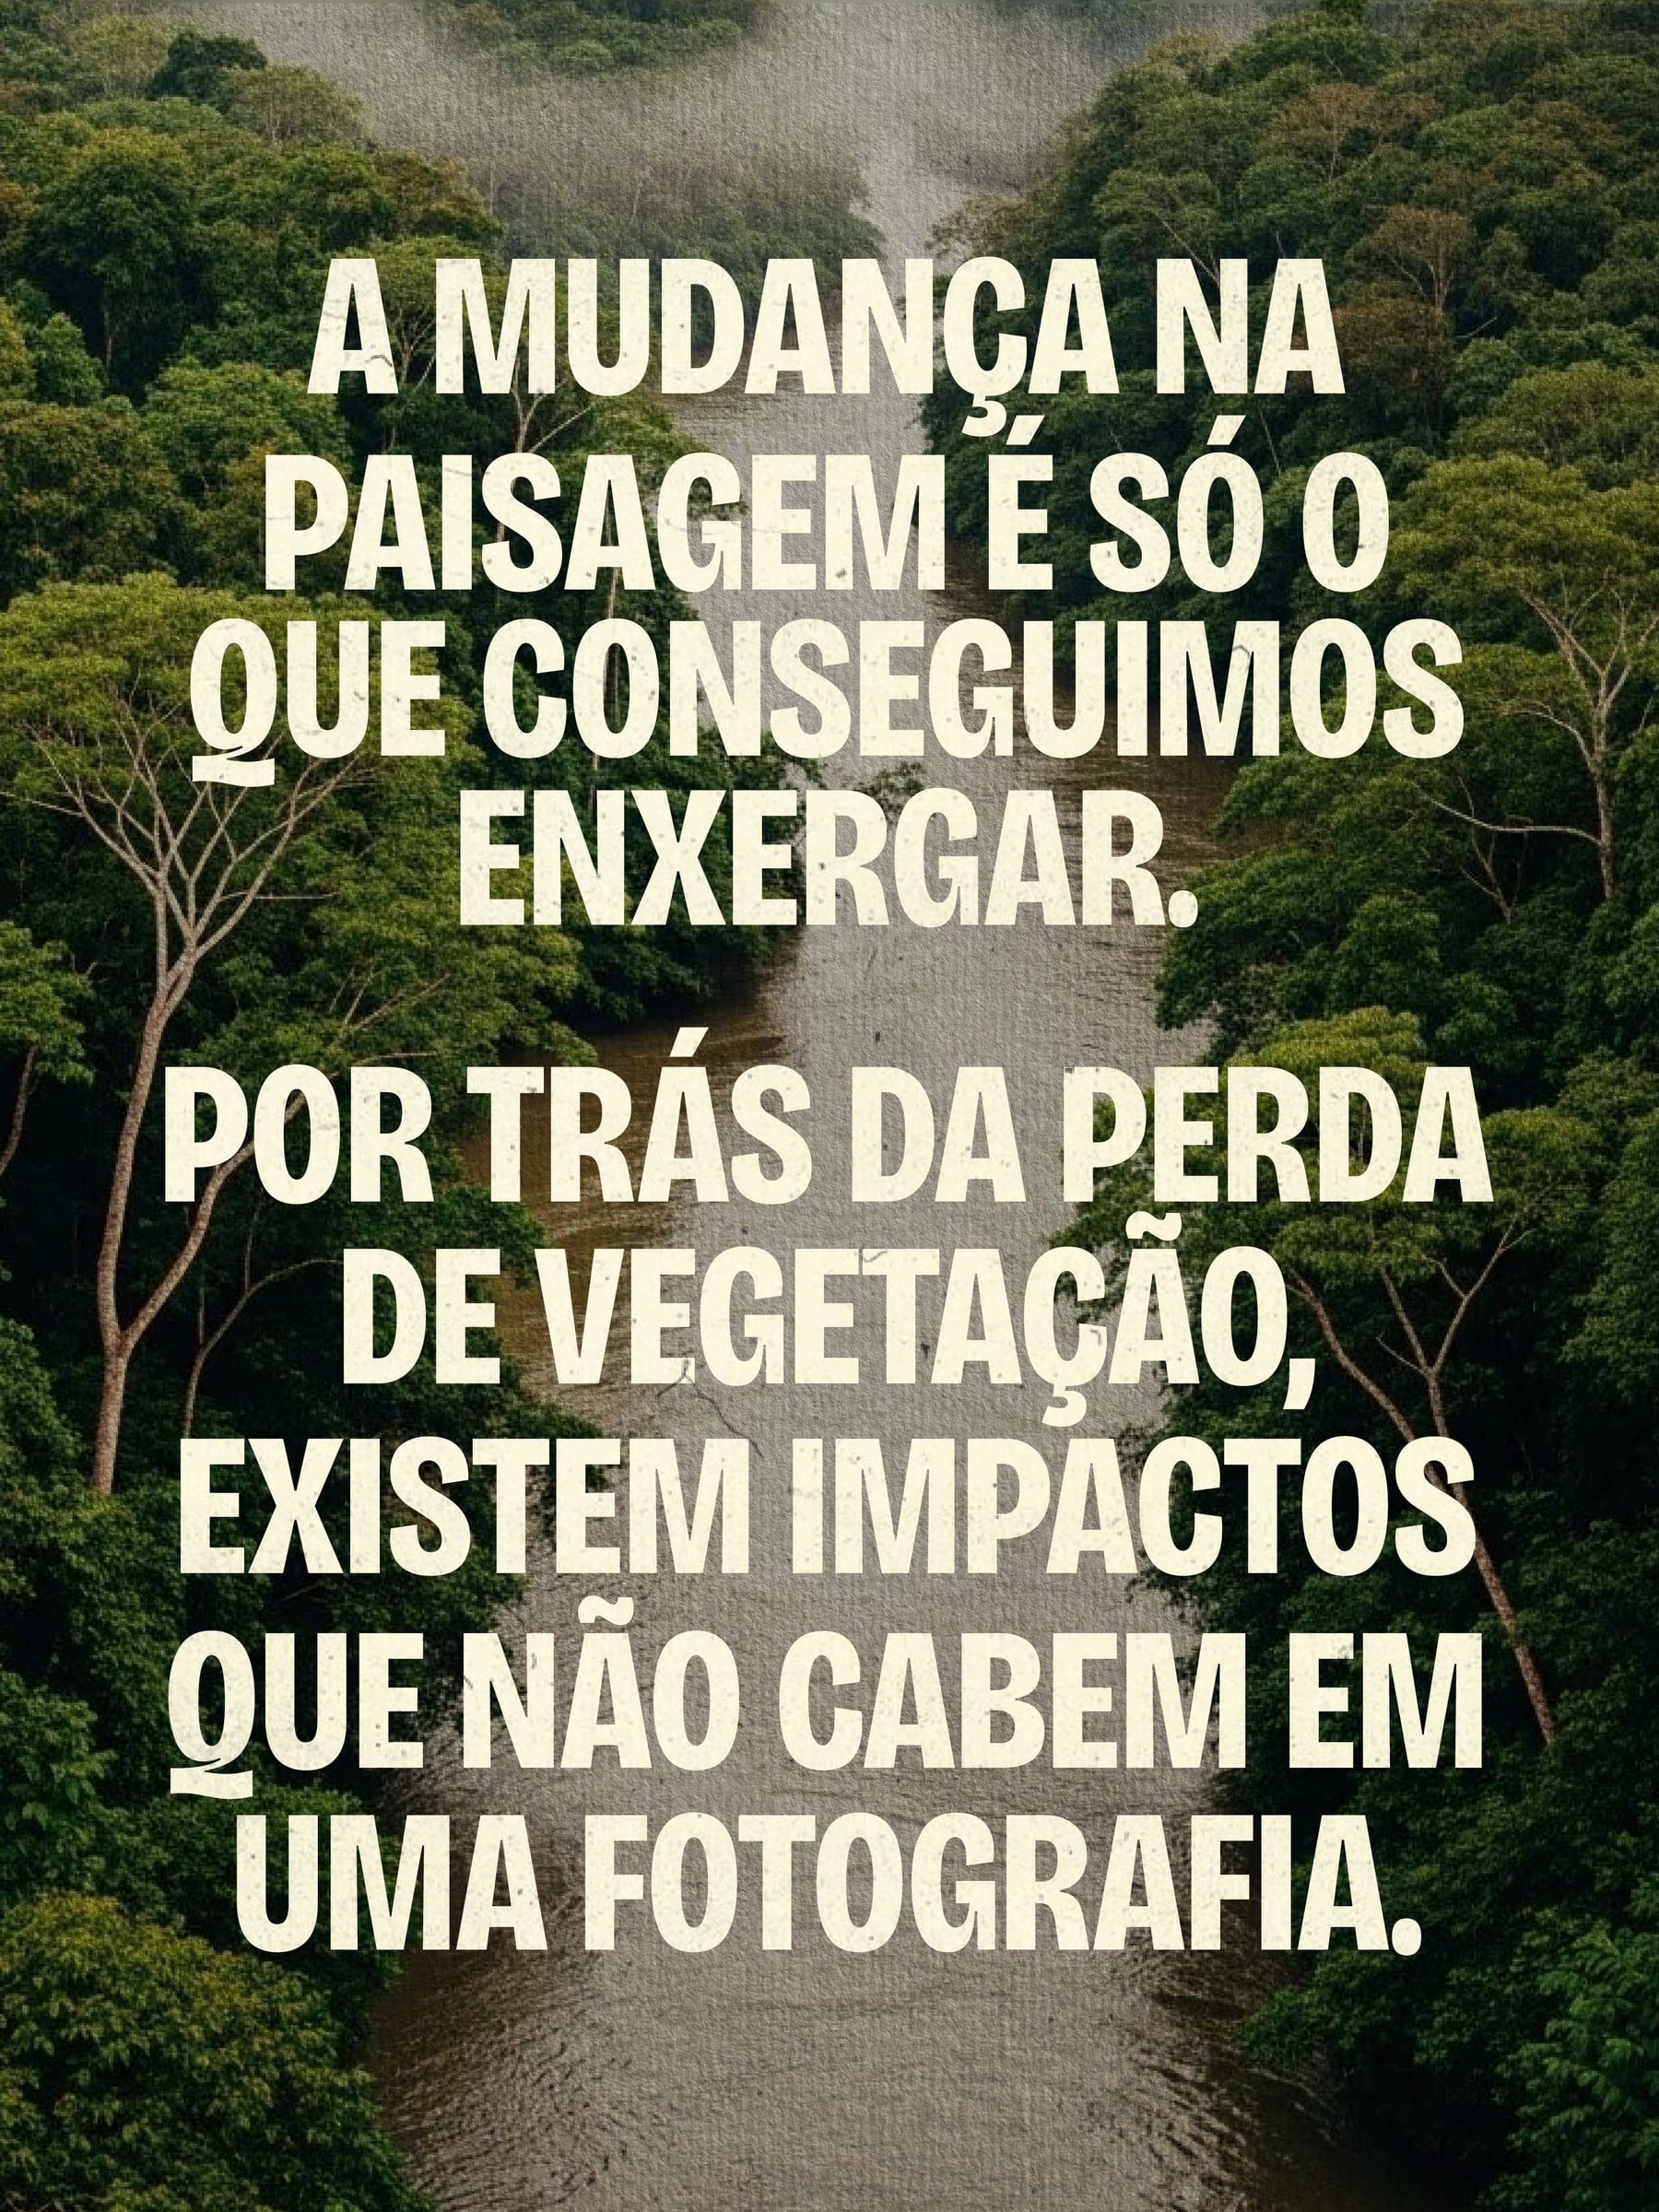 A MUDANÇA NA
PAISAGEM É SÓ O
QUE CONSEGUIMOS
ENXERGAR.
POR TRÁS DA PERDA
DE VEGETAÇÃO,
EXISTEM IMPACTOS
QUE NÃO CABEM EM
UMA FOTOGRAFIA.